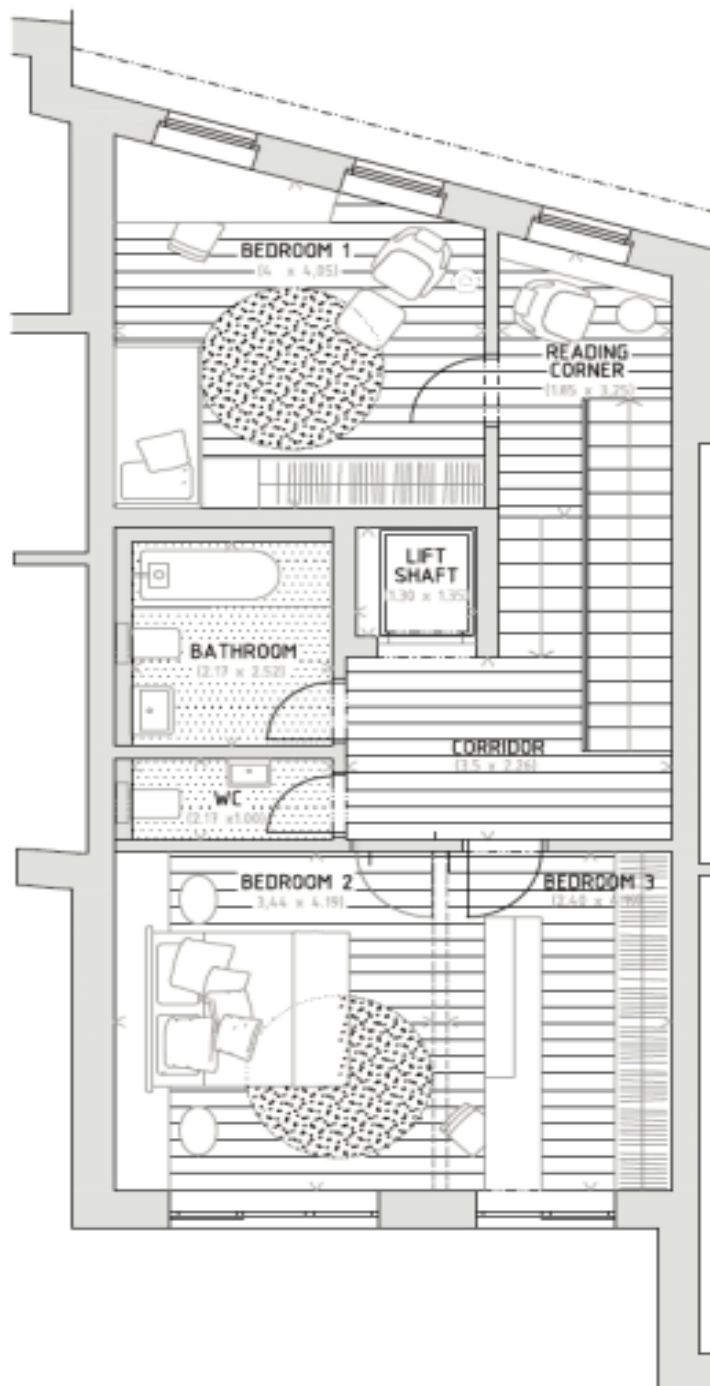 BEDROOM 1
(4 x 4,05)
READING
CORNER
(1.85 x 3.25)
LIFT
SHAFT
1.30 x 1.35)
BATHROOM
(2.17 x 2.52)
CORRIDOR
(3.5 x 2.26)
WC
(2.17 x1.00)
BEDROOM 2
3,44 x 4.19)
BEDROOM 3
(2.40 x